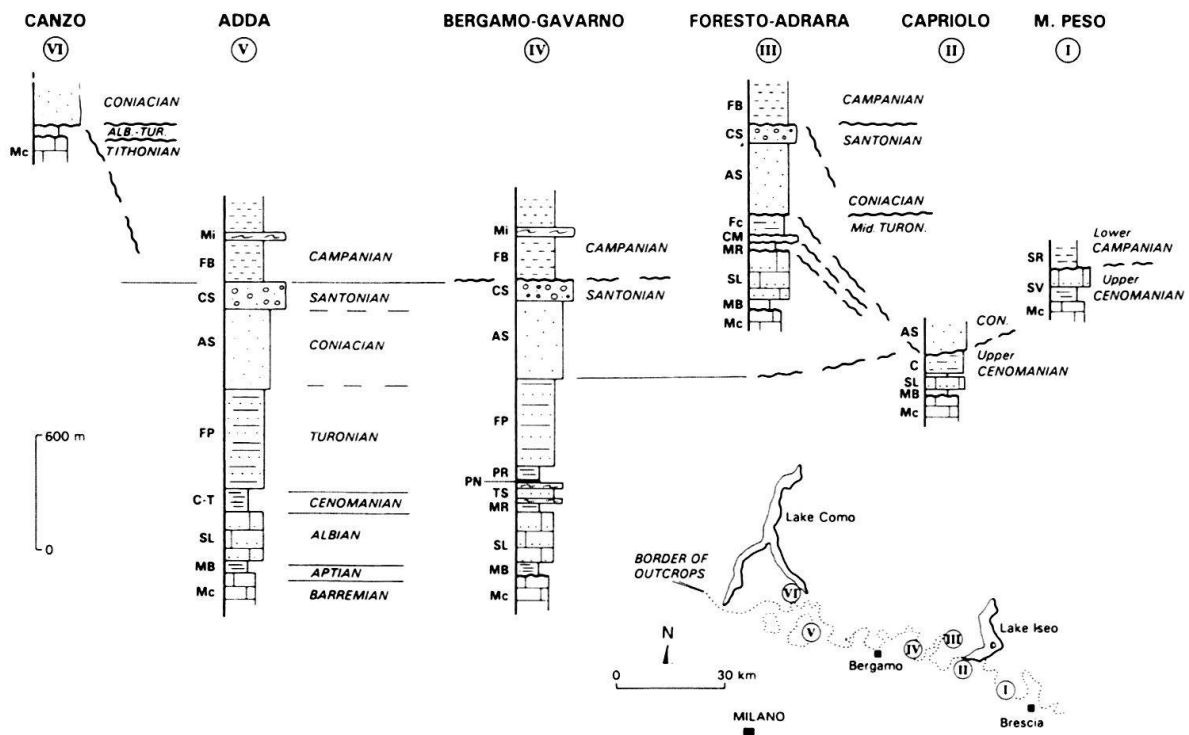 CANZO
VI
ADDA
V
BERGAMO-GAVARNO
IV
FORESTO-ADRARA
III
CAPRIOLO
II
M. PESO
I
CONIACIAN
ALB.-TUR.
TITHONIAN
Mc
Mi
FB
CAMPANIAN
CS
SANTONIAN
AS
CONIACIAN
FP
TURONIAN
C-T
CENOMANIAN
SL
ALBIAN
MB
APTIAN
Mc
BARREMIAN
Mi
FB
CAMPANIAN
CS
SANTONIAN
AS
FP
PR
PN
TS
MR
SL
MB
Mc
FB
CAMPANIAN
CS
SANTONIAN
AS
CONIACIAN
Fc
Mid. TURON.
CM
MR
SL
MB
Mc
AS
CON.
C
Upper
CENOMANIAN
SL
MB
Mc
SR
Lower
CAMPANIAN
SV
Upper
CENOMANIAN
Mc
600 m
0
Lake Como
BORDER OF
OUTCROPS
VI
V
IV
III
Lake Iseo
II
I
N
Bergamo
0
30 km
MILANO
Brescia